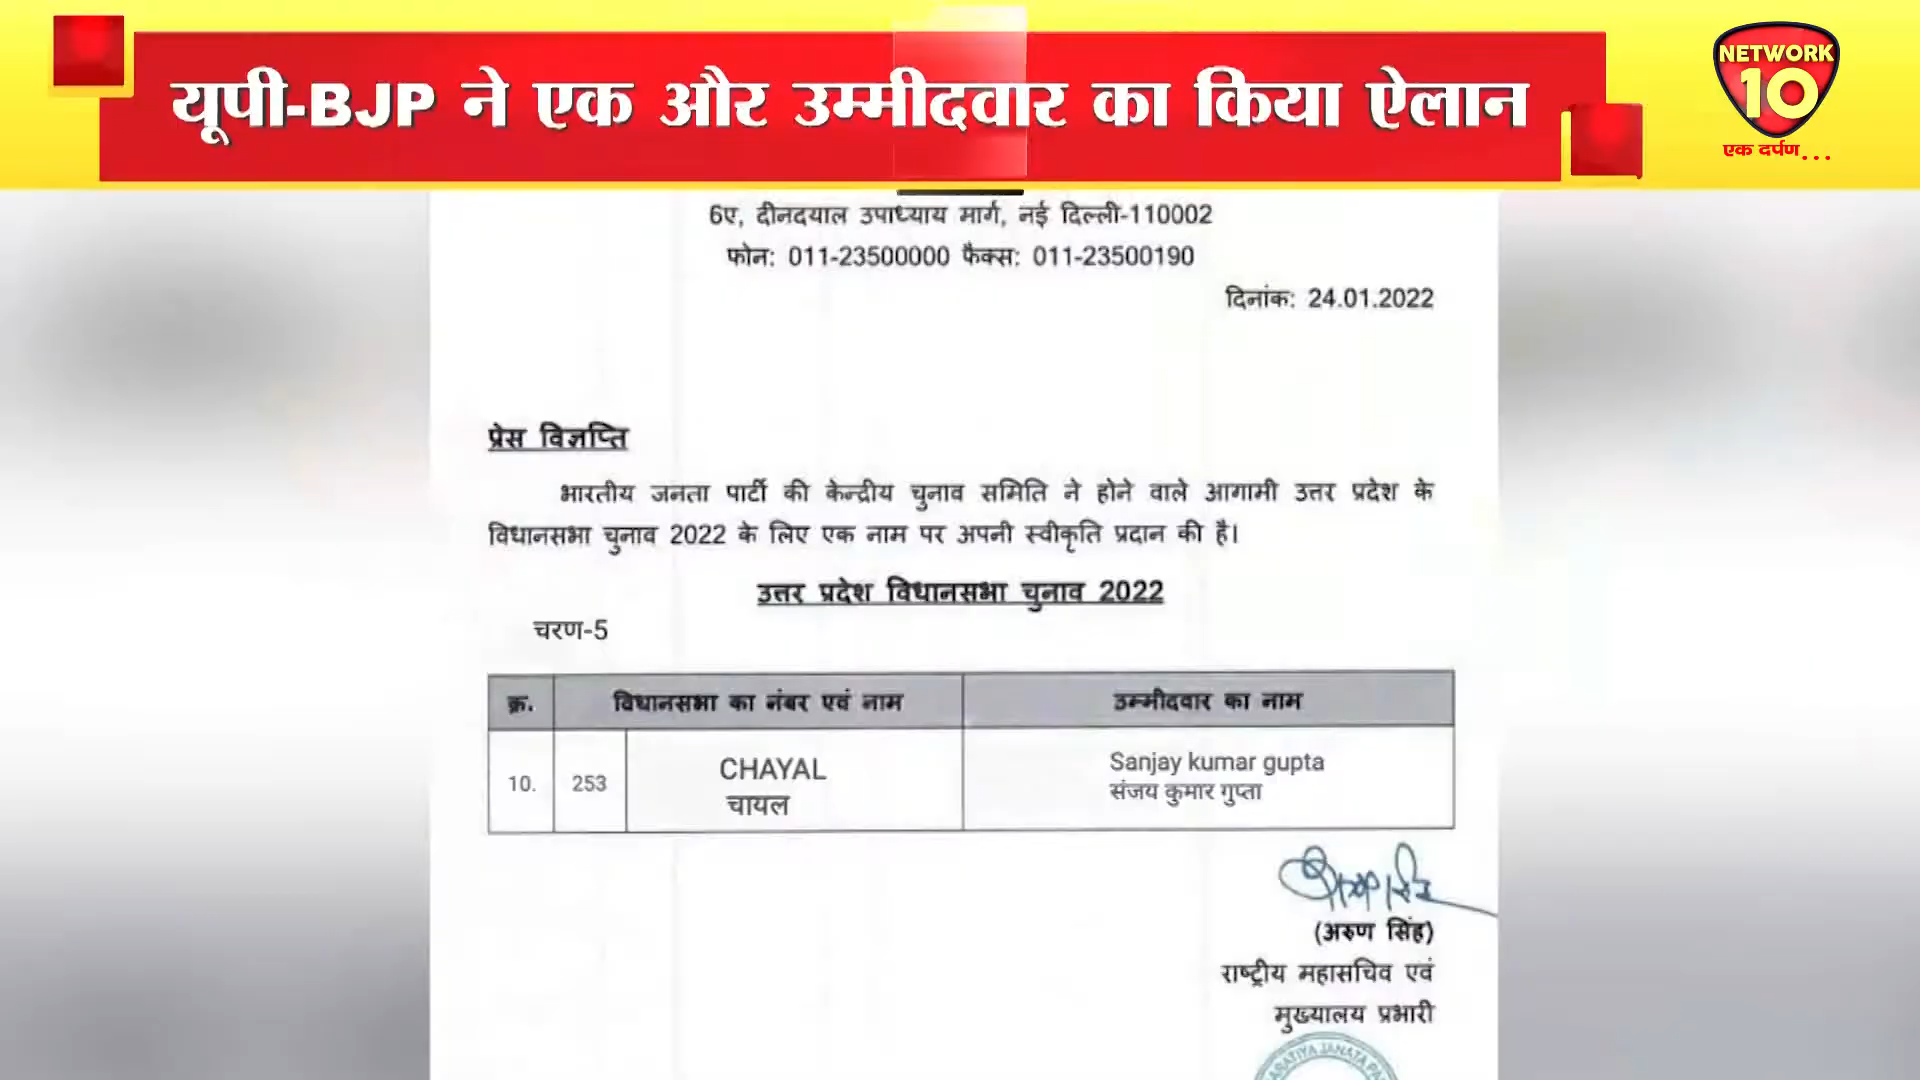 यूपी-BJP ने एक और उम्मीदवार का किया ऐलान
NETWORK
10
एक दर्पण...
6ए, दीनदयाल उपाध्याय मार्ग, नई दिल्ली-110002
फोन: 011-23500000 फैक्स: 011-23500190
दिनांक: 24.01.2022
प्रेस विज्ञप्ति
भारतीय जनता पार्टी की केन्द्रीय चुनाव समिति ने होने वाले आगामी उत्तर प्रदेश के
विधानसभा चुनाव 2022 के लिए एक नाम पर अपनी स्वीकृति प्रदान की है।
उत्तर प्रदेश विधानसभा चुनाव 2022
चरण-5
क्र. विधानसभा का नंबर एवं नाम उम्मीदवार का नाम
10. 253 CHAYAL Sanjay kumar gupta
चायल संजय कुमार गुप्ता
(अरुण सिंह)
राष्ट्रीय महासचिव एवं
मुख्यालय प्रभारी
JANATA